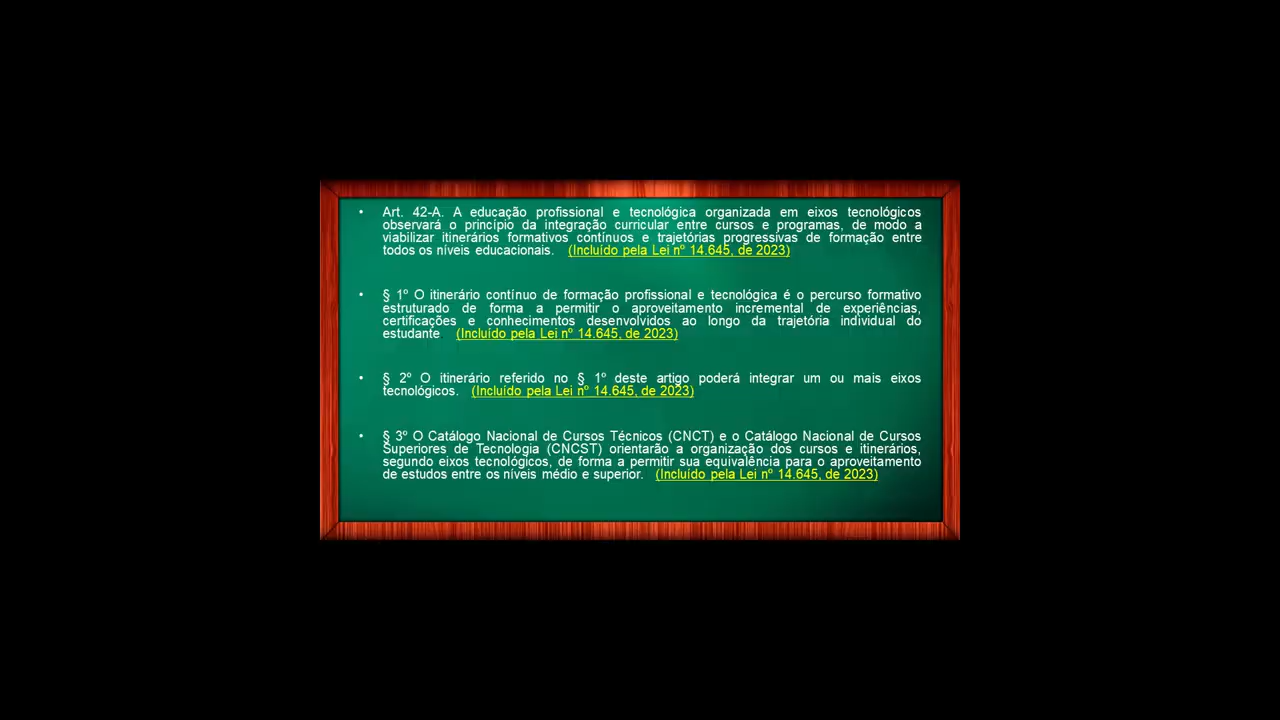 • Art. 42-A. A educação profissional e tecnológica organizada em eixos tecnológicos
observará o princípio da integração curricular entre cursos e programas, de modo a
viabilizar itinerários formativos contínuos e trajetórias progressivas de formação entre
todos os níveis educacionais. (Incluído pela Lei nº 14.645, de 2023)
• § 1º O itinerário contínuo de formação profissional e tecnológica é o percurso formativo
estruturado de forma a permitir o aproveitamento incremental de experiências,
certificações e conhecimentos desenvolvidos ao longo da trajetória individual do
estudante (Incluído pela Lei nº 14.645, de 2023)
• § 2º O itinerário referido no § 1º deste artigo poderá integrar um ou mais eixos
tecnológicos. (Incluído pela Lei nº 14.645, de 2023)
• § 3º O Catálogo Nacional de Cursos Técnicos (CNCT) e o Catálogo Nacional de Cursos
Superiores de Tecnologia (CNCST) orientarão a organização dos cursos e itinerários,
segundo eixos tecnológicos, de forma a permitir sua equivalência para o aproveitamento
de estudos entre os níveis médio e superior. (Incluído pela Lei nº 14.645, de 2023)